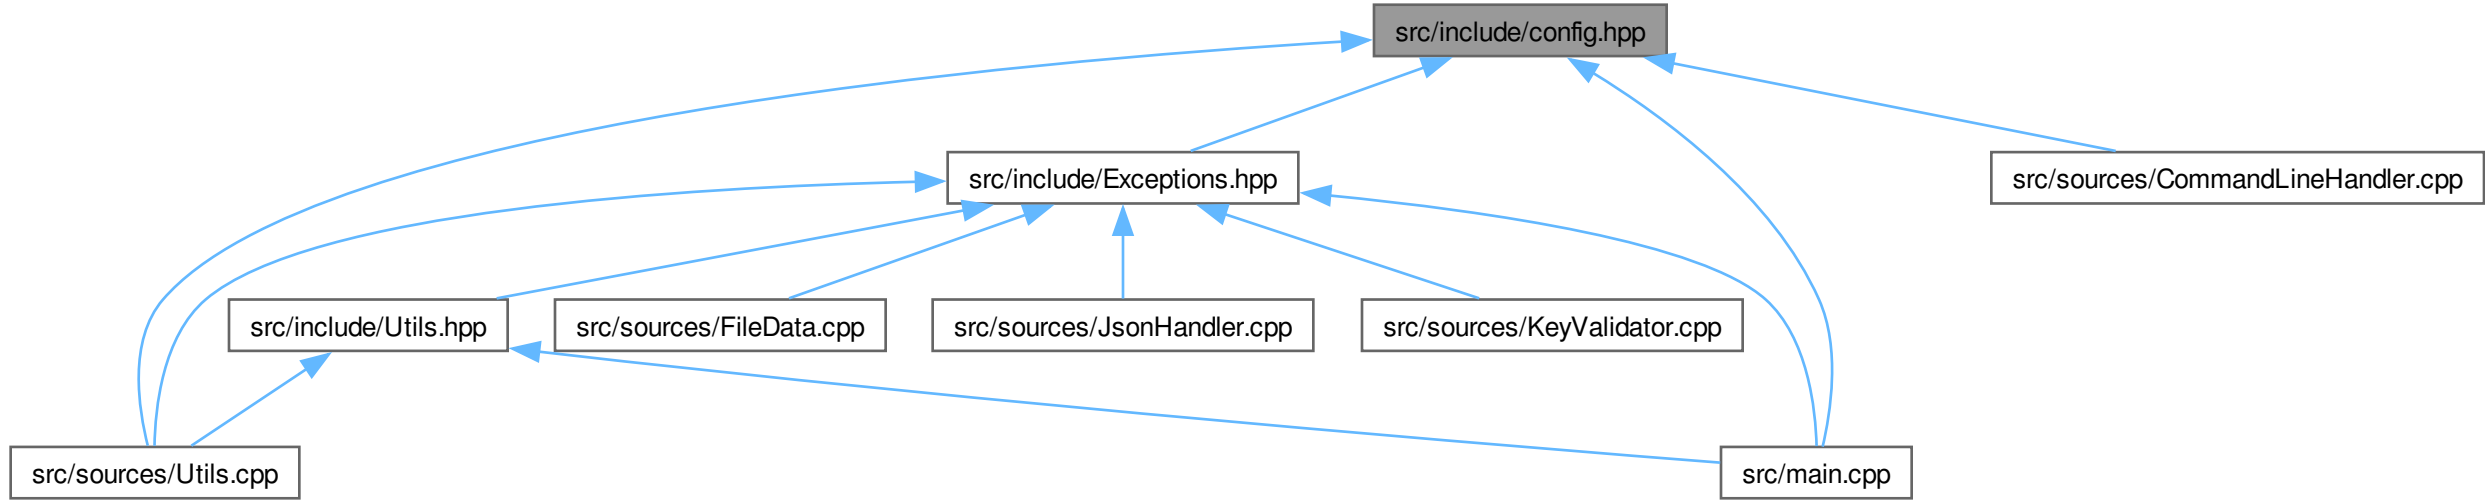 src/include/config.hpp
src/include/Exceptions.hpp
src/sources/CommandLineHandler.cpp
src/include/Utils.hpp
src/sources/FileData.cpp
src/sources/JsonHandler.cpp
src/sources/KeyValidator.cpp
src/sources/Utils.cpp
src/main.cpp